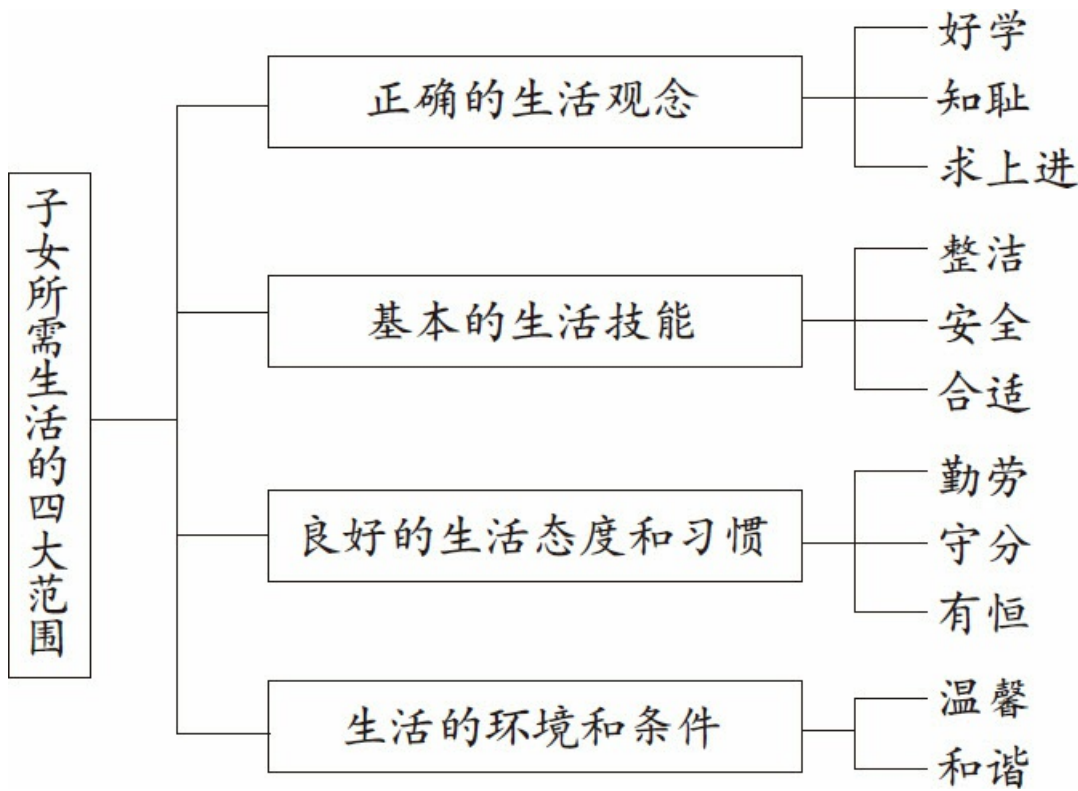 子女所需生活的四大范围
正确的生活观念
好学
知耻
求上进
基本的生活技能
整洁
安全
合适
良好的生活态度和习惯
勤劳
守分
有恒
生活的环境和条件
温馨
和谐